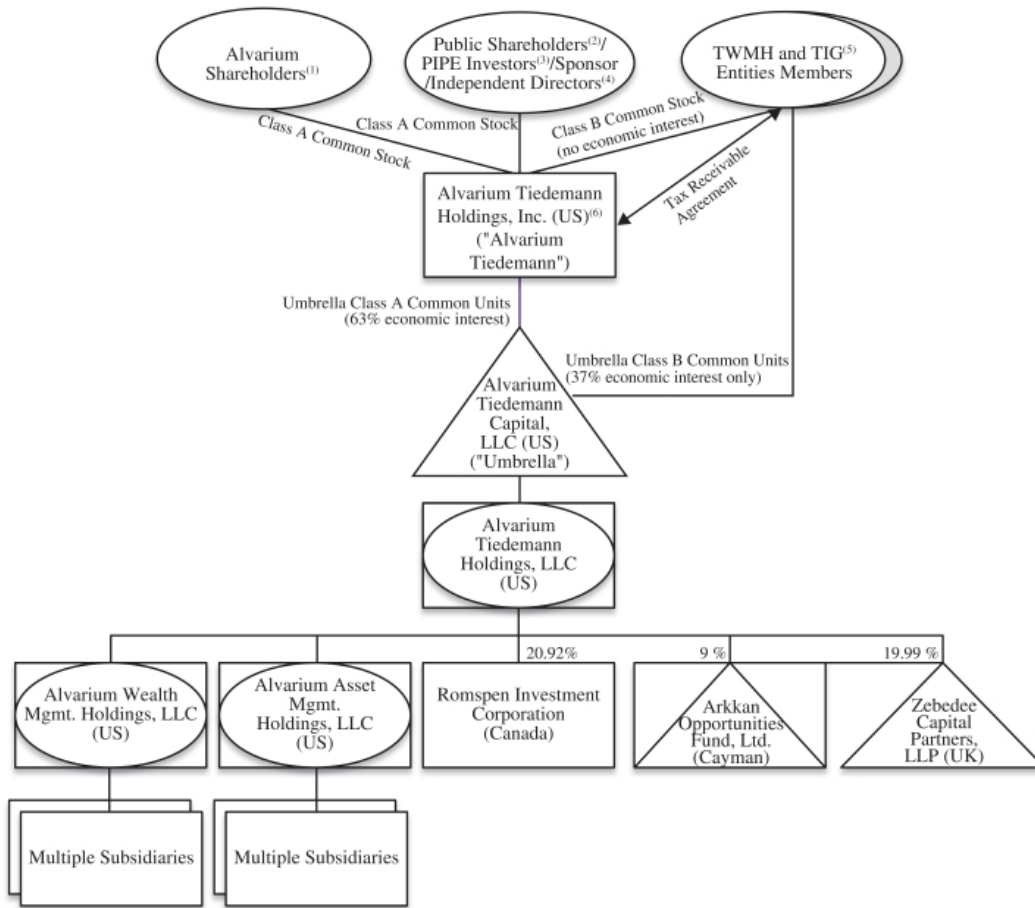 Alvarium
Shareholders(1)
Public Shareholders(2)/
PIPE Investors(3)/Sponsor
/Independent Directors(4)
TWMH and TIG(5)
Entities Members
Class A Common Stock
Class A Common Stock
Class B Common Stock
(no economic interest)
Tax Receivable
Agreement
Alvarium Tiedemann
Holdings, Inc. (US)(6)
("Alvarium
Tiedemann")
Umbrella Class A Common Units
(63% economic interest)
Umbrella Class B Common Units
(37% economic interest only)
Alvarium
Tiedemann
Capital,
LLC (US)
("Umbrella")
Alvarium
Tiedemann
Holdings, LLC
(US)
20.92%
9 %
19.99 %
Alvarium Wealth
Mgmt. Holdings, LLC
(US)
Alvarium Asset
Mgmt.
Holdings, LLC
(US)
Romspen Investment
Corporation
(Canada)
Arkkan
Opportunities
Fund, Ltd.
(Cayman)
Zebedee
Capital
Partners,
LLP (UK)
Multiple Subsidiaries
Multiple Subsidiaries